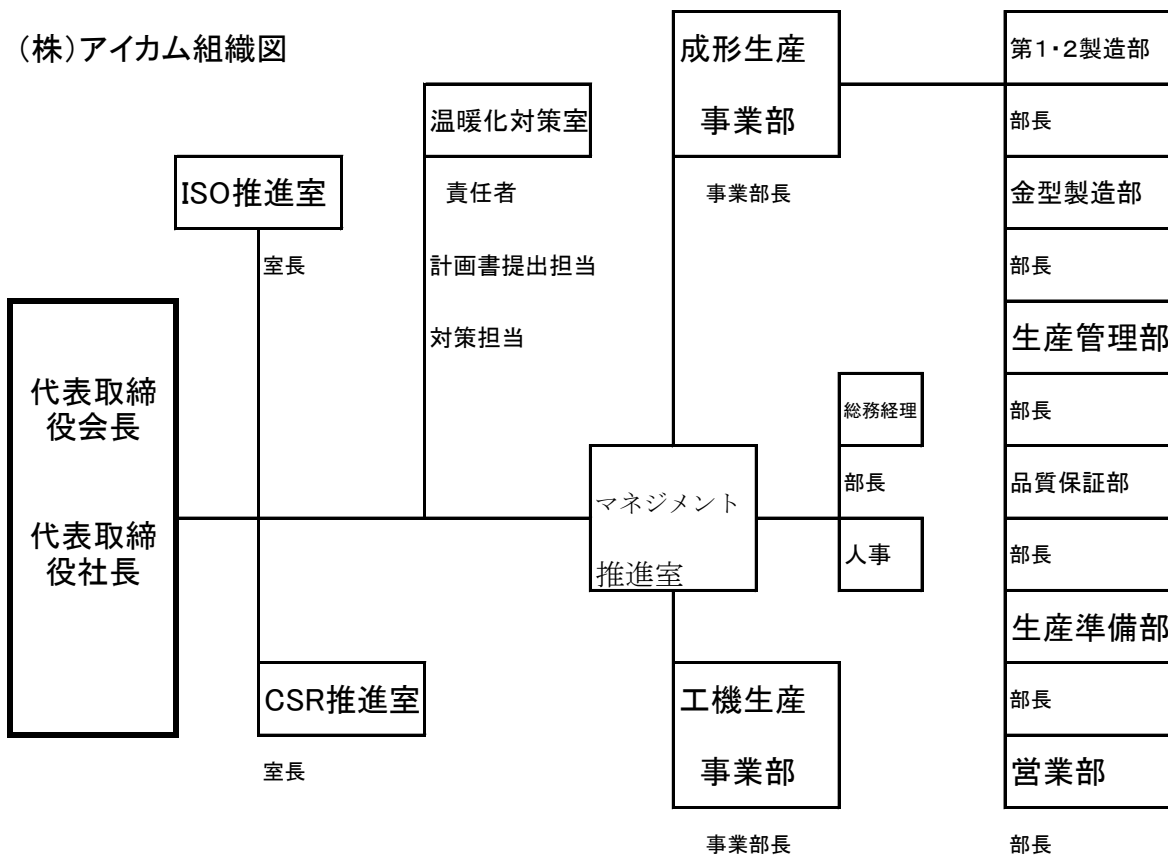 （株）アイカム組織図
ISO推進室
室長
温暖化対策室
責任者
計画書提出担当
対策担当
代表取締
役会長
代表取締
役社長
CSR推進室
室長
成形生産
事業部
事業部長
マネジメント
推進室
総務経理
部長
人事
工機生産
事業部
事業部長
第1・2製造部
部長
金型製造部
部長
生産管理部
部長
品質保証部
部長
生産準備部
部長
営業部
部長